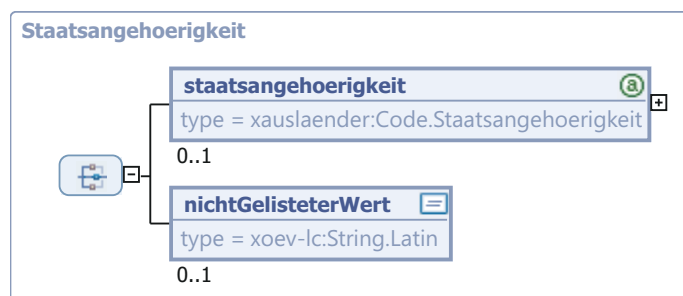 Staatsangehoerigkeit
staatsangehoerigkeit
type = xauslaender:Code.Staatsangehoerigkeit
0..1
nichtGelisteterWert
type = xoev-lc:String.Latin
0..1